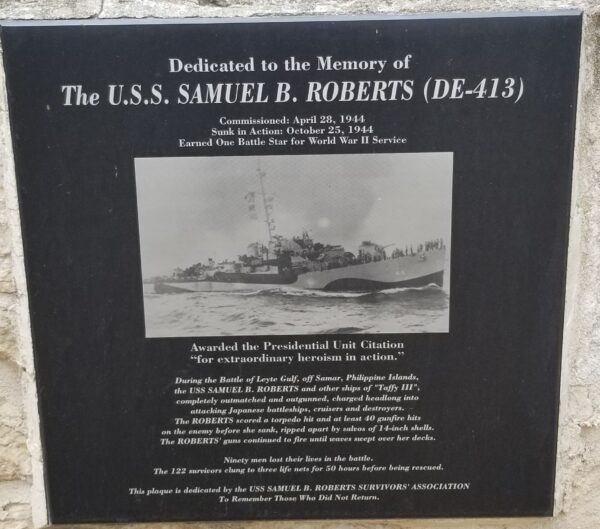 Dedicated to the Memory of
The U.S.S. SAMUEL B. ROBERTS (DE-413)
Commissioned: April 28, 1944
Sunk in Action: October 25, 1944
Earned One Battle Star for World War II Service
Awarded the Presidential Unit Citation
"for extraordinary heroism in action."
During the Battle of Leyte Gulf, off Samar, Philippine Islands,
the USS SAMUEL B. ROBERTS and other ships of "Taffy III",
completely outmatched and outgunned, charged headlong into
attacking Japanese battleships, cruisers and destroyers.
The ROBERTS scored a torpedo hit and at least 40 gunfire hits
on the enemy before she sank, ripped apart by salvos of 14-inch shells.
The ROBERTS' guns continued to fire until waves swept over her decks.
Ninety men lost their lives in the battle.
The 122 survivors clung to three life nets for 50 hours before being rescued.
This plaque is dedicated by the USS SAMUEL B. ROBERTS SURVIVORS' ASSOCIATION
To Remember Those Who Did Not Return.